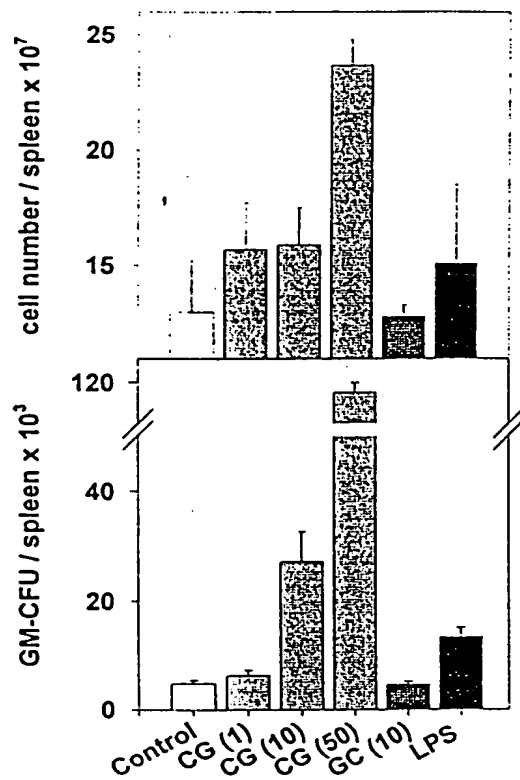 cell number / spleen x 10⁷
25
20
15
GM-CFU / spleen x 10³
120
40
20
0
Control
CG (1)
CG (10)
CG (50)
GC (10)
LPS